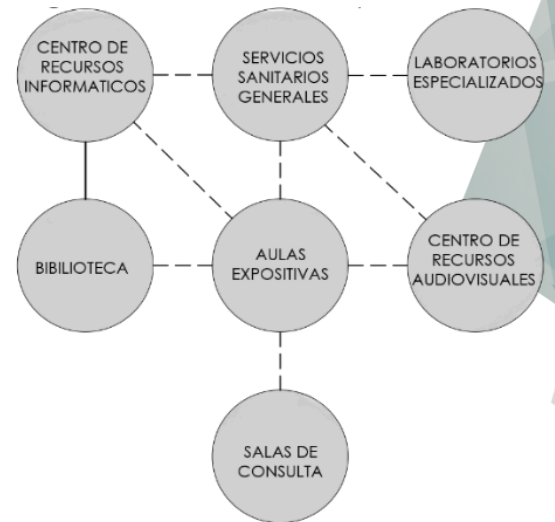 CENTRO DE
RECURSOS
INFORMATICOS
SERVICIOS
SANITARIOS
GENERALES
LABORATORIOS
ESPECIALIZADOS
BIBILIOTECA
AULAS
EXPOSITIVAS
CENTRO DE
RECURSOS
AUDIOVISUALES
SALAS DE
CONSULTA